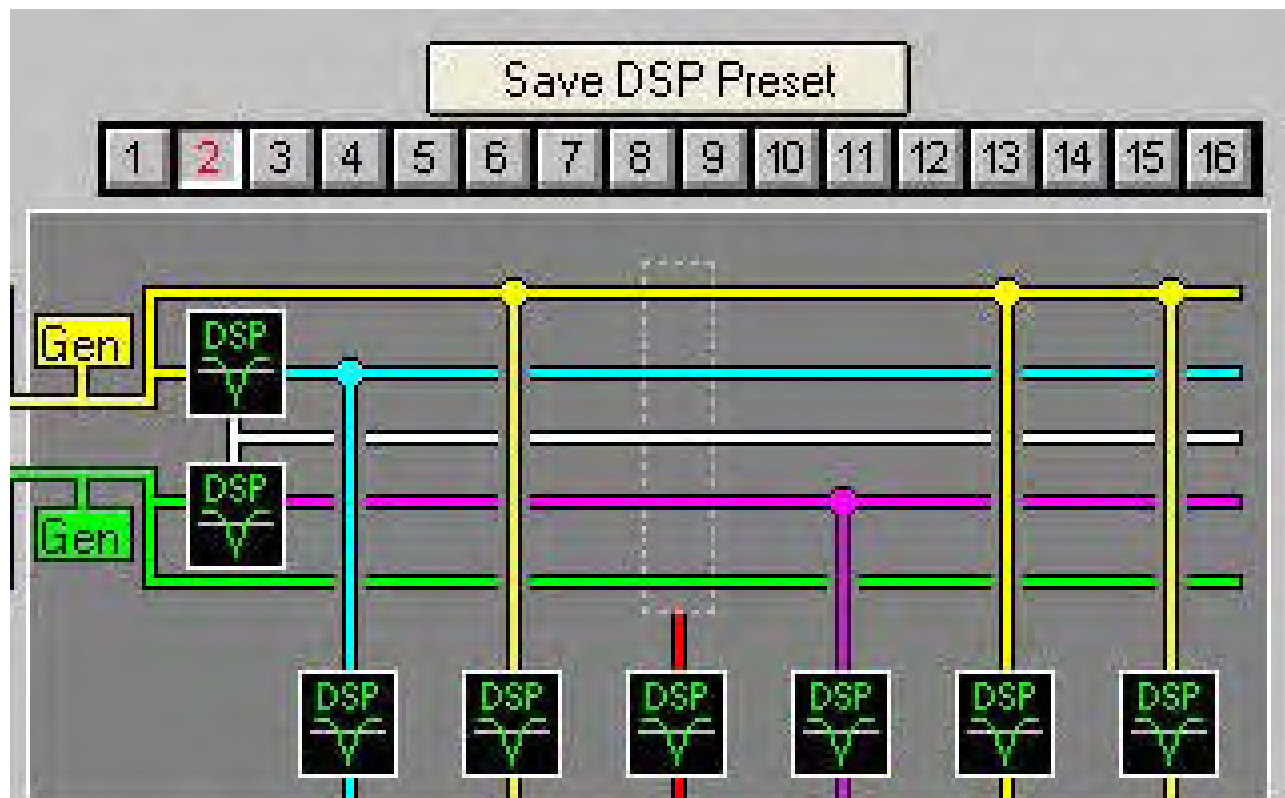 Save DSP Preset
1 2 3 4 5 6 7 8 9 10 11 12 13 14 15 16
Gen
DSP
DSP
Gen
DSP DSP DSP DSP DSP DSP